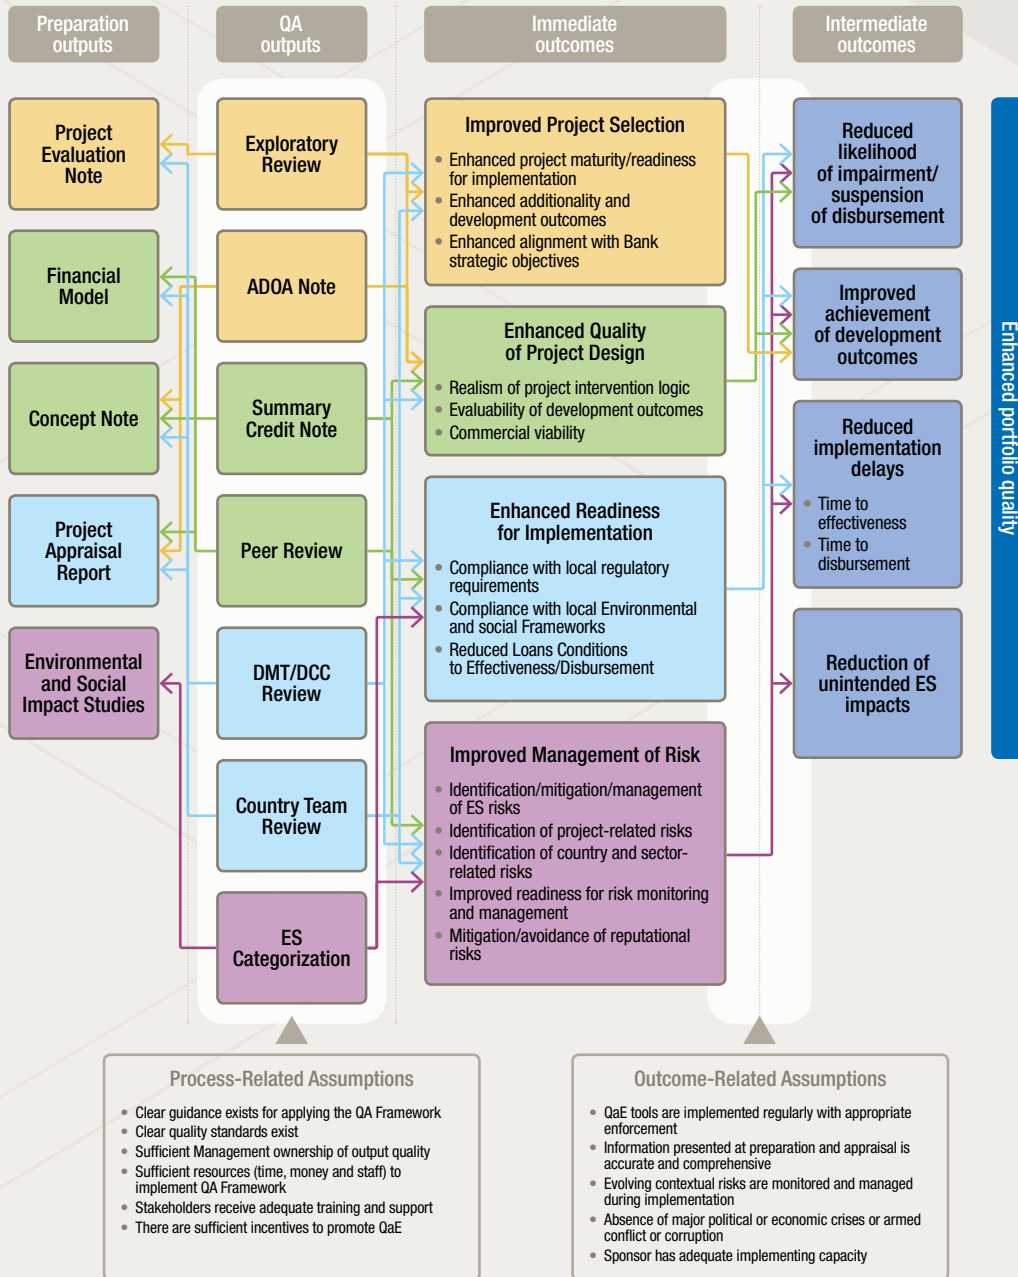 Preparation
outputs
QA
outputs
Immediate
outcomes
Intermediate
outcomes
Project
Evaluation
Note
Financial
Model
Concept Note
Project
Appraisal
Report
Environmental
and Social
Impact Studies
Exploratory
Review
ADOA Note
Summary
Credit Note
Peer Review
DMT/DCC
Review
Country Team
Review
ES
Categorization
Improved Project Selection
• Enhanced project maturity/readiness
for implementation
• Enhanced additionality and
development outcomes
• Enhanced alignment with Bank
strategic objectives
Enhanced Quality
of Project Design
• Realism of project intervention logic
• Evaluability of development outcomes
• Commercial viability
Enhanced Readiness
for Implementation
• Compliance with local regulatory
requirements
• Compliance with local Environmental
and social Frameworks
• Reduced Loans Conditions
to Effectiveness/Disbursement
Improved Management of Risk
• Identification/mitigation/management
of ES risks
• Identification of project-related risks
• Identification of country and sector-
related risks
• Improved readiness for risk monitoring
and management
• Mitigation/avoidance of reputational
risks
Reduced
likelihood
of impairment/
suspension
of disbursement
Improved
achievement
of development
outcomes
Reduced
implementation
delays
• Time to
effectiveness
• Time to
disbursement
Reduction of
unintended ES
impacts
Enhanced portfolio quality
Process-Related Assumptions
• Clear guidance exists for applying the QA Framework
• Clear quality standards exist
• Sufficient Management ownership of output quality
• Sufficient resources (time, money and staff) to
implement QA Framework
• Stakeholders receive adequate training and support
• There are sufficient incentives to promote QaE
Outcome-Related Assumptions
• QaE tools are implemented regularly with appropriate
enforcement
• Information presented at preparation and appraisal is
accurate and comprehensive
• Evolving contextual risks are monitored and managed
during implementation
• Absence of major political or economic crises or armed
conflict or corruption
• Sponsor has adequate implementing capacity